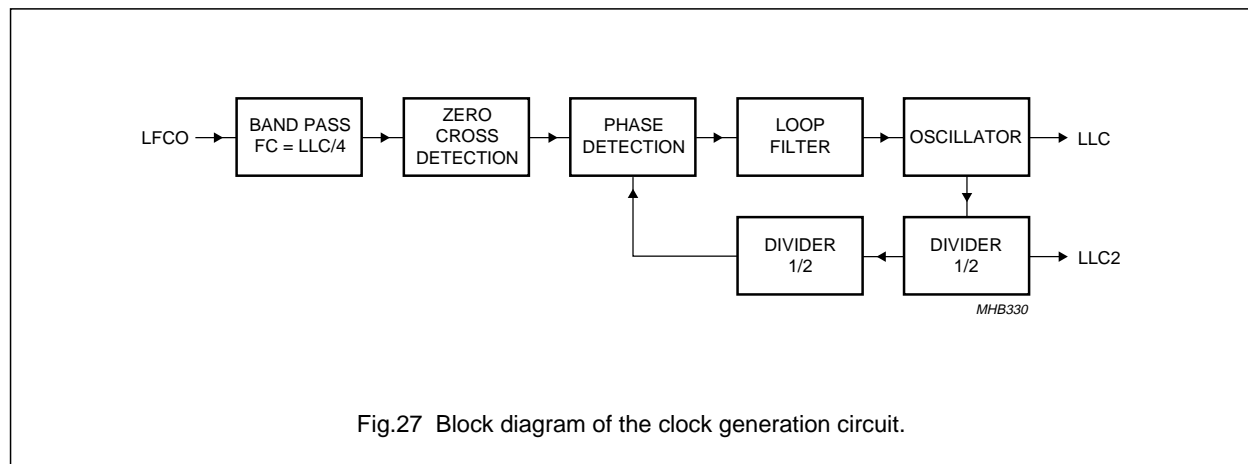 LFCO
BAND PASS
FC = LLC/4
ZERO
CROSS
DETECTION
PHASE
DETECTION
LOOP
FILTER
OSCILLATOR
LLC
DIVIDER
1/2
DIVIDER
1/2
LLC2
MHB330
Fig.27 Block diagram of the clock generation circuit.